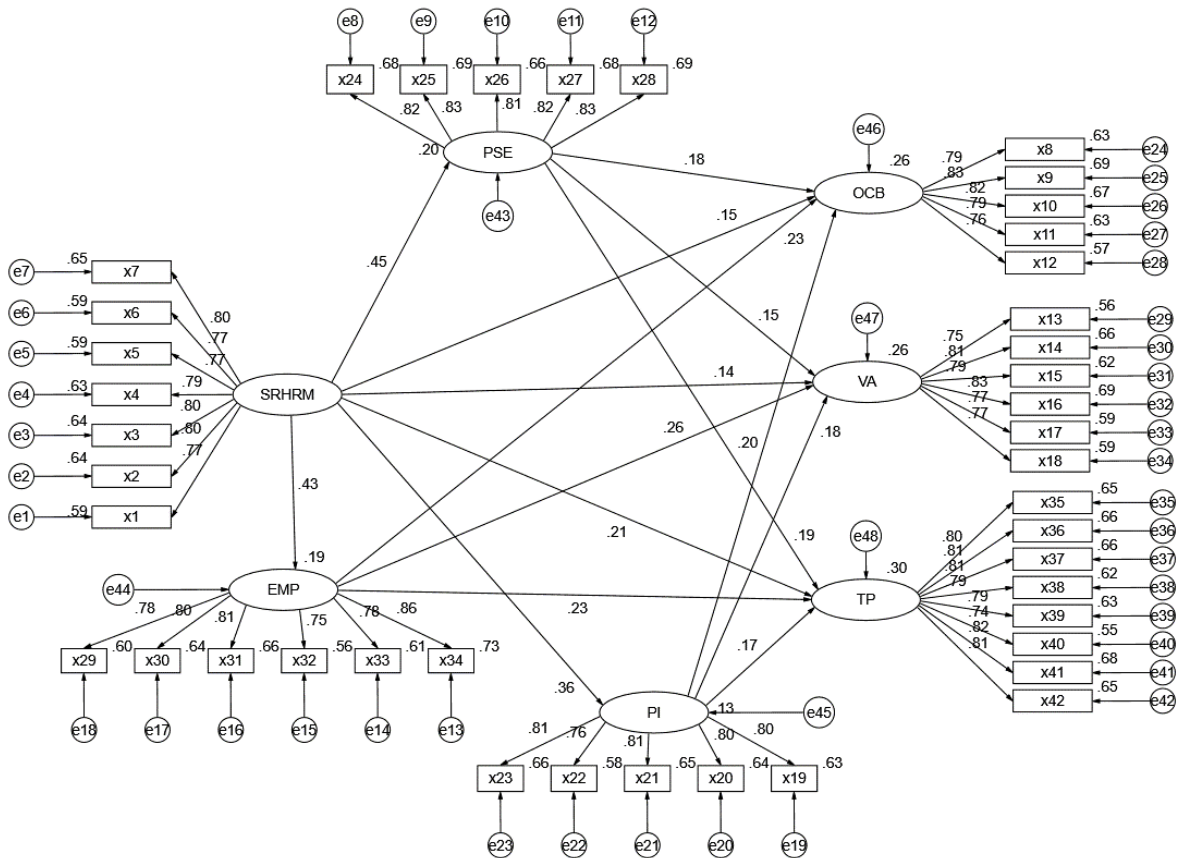 e8 e9 e10 e11 e12
x24 .68 x25 .69 x26 .66 x27 .68 x28 .69
.82 .83 .81 .82 .83
.20 PSE
e43
e46
.26
OCB
.79 x8 .63 e24
.83 x9 .69 e25
.82 x10 .67 e26
.79 x11 .63 e27
.76 x12 .57 e28
.18
.15
.23
.45
e7 .65 x7
e6 .59 x6
e5 .59 x5
e4 .63 x4
e3 .64 x3
e2 .64 x2
e1 .59 x1
.80
.77
.77
.79
.80
.80
.77
SRHRM
.15
.14
.26
.20
.18
e47
.26
VA
.75 x13 .56 e29
.81 x14 .66 e30
.79 x15 .62 e31
.83 x16 .69 e32
.77 x17 .59 e33
.77 x18 .59 e34
.43
.21
.19
.19
e44 EMP
.23
e48
.30
TP
.80 x35 .65 e35
.81 x36 .66 e36
.81 x37 .66 e37
.79 x38 .62 e38
.79 x39 .63 e39
.74 x40 .55 e40
.82 x41 .68 e41
.81 x42 .65 e42
.78 .80 .81 .75 .78 .86
x29 .60 x30 .64 x31 .66 x32 .56 x33 .61 x34 .73
e18 e17 e16 e15 e14 e13
.36
.17
PI .13 e45
.81 .76 .81 .80 .80
x23 .66 x22 .58 x21 .65 x20 .64 x19 .63
e23 e22 e21 e20 e19